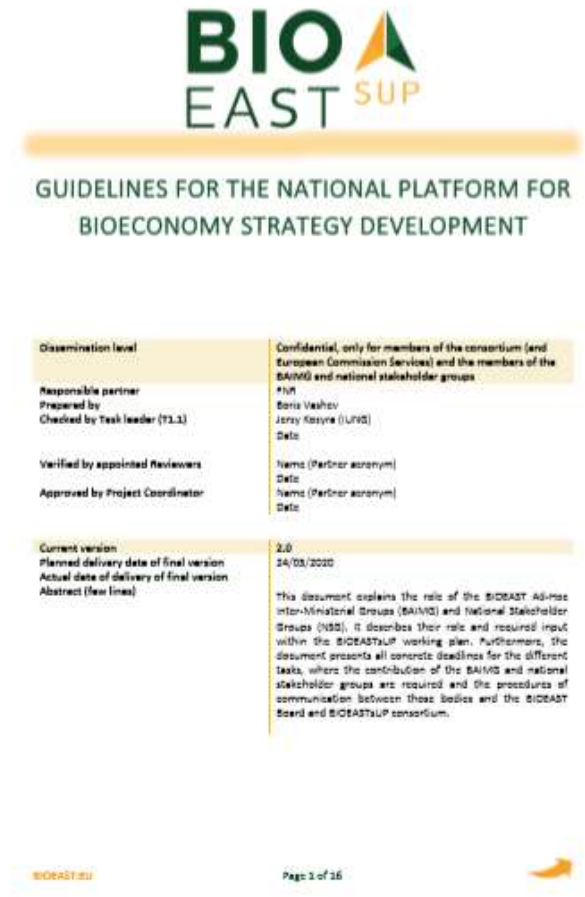 BIO
EAST SUP
GUIDELINES FOR THE NATIONAL PLATFORM FOR
BIOECONOMY STRATEGY DEVELOPMENT
Dissemination level
Confidential, only for members of the consortium (and
European Commission Services) and the members of the
BAIMG and national stakeholder groups
Responsible partner
FNR
Prepared by
Boris Vashev
Checked by Task leader (T1.1)
Jerzy Kozyra (IUNG)
Date
Verified by appointed Reviewers
Name (Partner acronym)
Date
Approved by Project Coordinator
Name (Partner acronym)
Date
Current version
2.0
Planned delivery date of final version
24/03/2020
Actual date of delivery of final version
Abstract (few lines)
This document explains the role of the BIOEAST Ad-Hoc
Inter-Ministerial Groups (BAIMG) and National Stakeholder
Groups (NSG). It describes their role and required input
within the BIOEASTsUP working plan. Furthermore, the
document presents all concrete deadlines for the different
tasks, where the contribution of the BAIMG and national
stakeholder groups are required and the procedures of
communication between those bodies and the BIOEAST
Board and BIOEASTsUP consortium.
BIOEAST.EU
Page 1 of 16